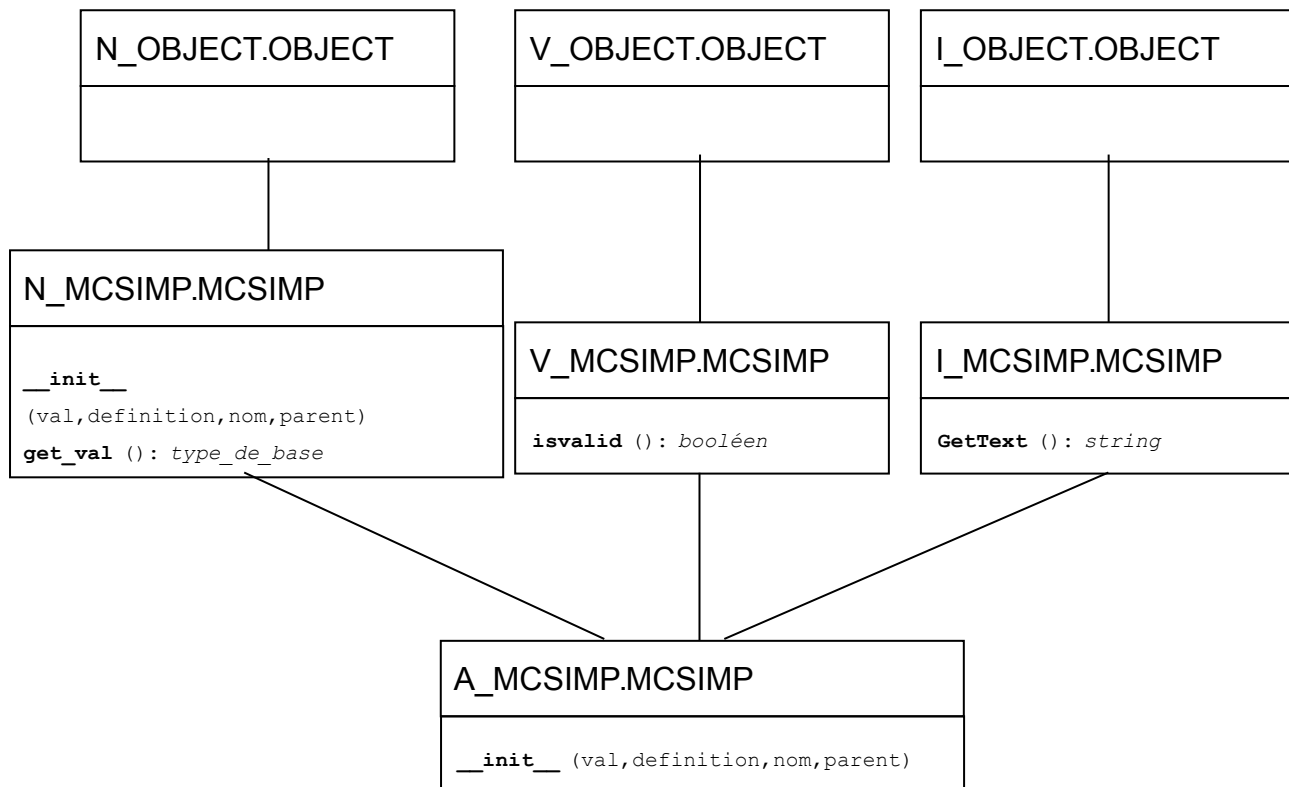 N_OBJECT.OBJECT
V_OBJECT.OBJECT
I_OBJECT.OBJECT
N_MCSIMP.MCSIMP
__init__
(val,definition,nom,parent)
get_val (): type_de_base
V_MCSIMP.MCSIMP
isvalid (): booléen
I_MCSIMP.MCSIMP
GetText (): string
A_MCSIMP.MCSIMP
__init__ (val,definition,nom,parent)